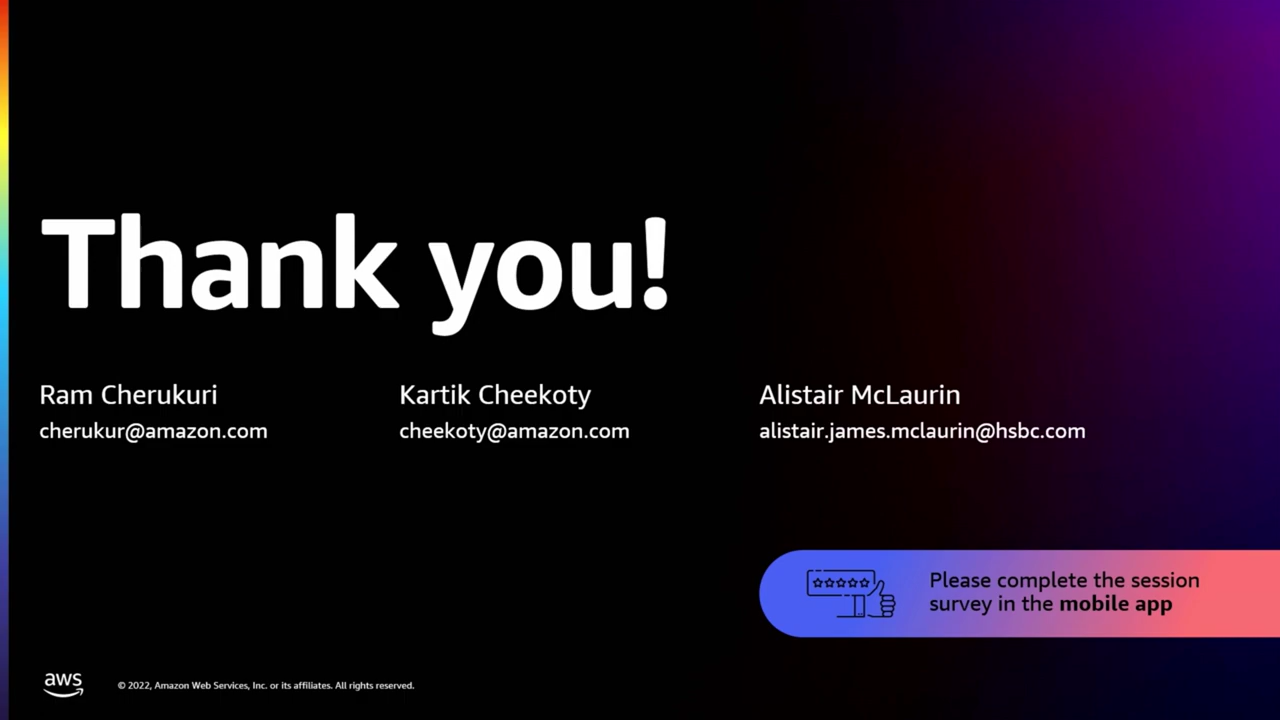 Thank you!
Ram Cherukuri
cherukur@amazon.com
Kartik Cheekoty
cheekoty@amazon.com
Alistair McLaurin
alistair.james.mclaurin@hsbc.com
Please complete the session
survey in the mobile app
aws
© 2022, Amazon Web Services, Inc. or its affiliates. All rights reserved.